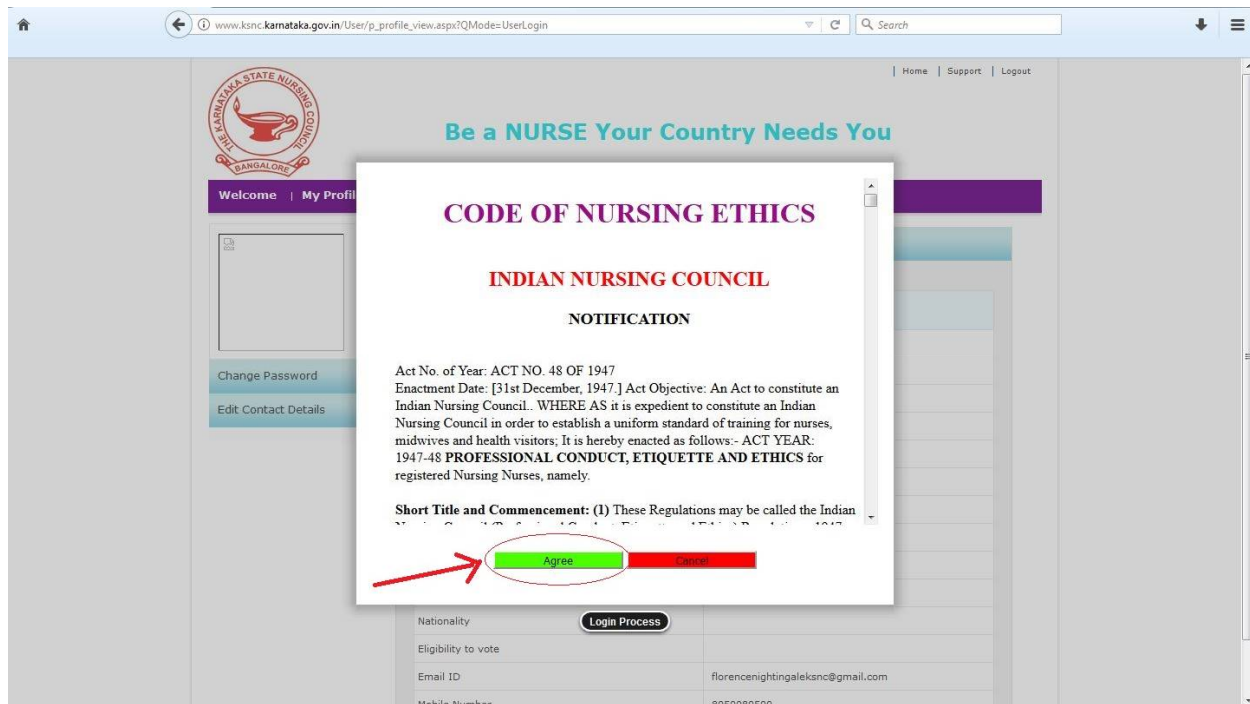 www.ksnc.karnataka.gov.in/User/p_profile_view.aspx?QMode=UserLogin
Search
| Home | Support | Logout
THE KARNATAKA STATE NURSING COUNCIL
BANGALORE
Be a NURSE Your Country Needs You
Welcome | My Profil
CODE OF NURSING ETHICS
INDIAN NURSING COUNCIL
NOTIFICATION
Act No. of Year: ACT NO. 48 OF 1947
Enactment Date: [31st December, 1947.] Act Objective: An Act to constitute an
Indian Nursing Council.. WHERE AS it is expedient to constitute an Indian
Nursing Council in order to establish a uniform standard of training for nurses,
midwives and health visitors; It is hereby enacted as follows:- ACT YEAR:
1947-48 PROFESSIONAL CONDUCT, ETIQUETTE AND ETHICS for
registered Nursing Nurses, namely.
Short Title and Commencement: (1) These Regulations may be called the Indian
Change Password
Edit Contact Details
Agree
Cancel
Nationality
Login Process
Eligibility to vote
Email ID
florencenightingaleksnc@gmail.com
Mobile Number